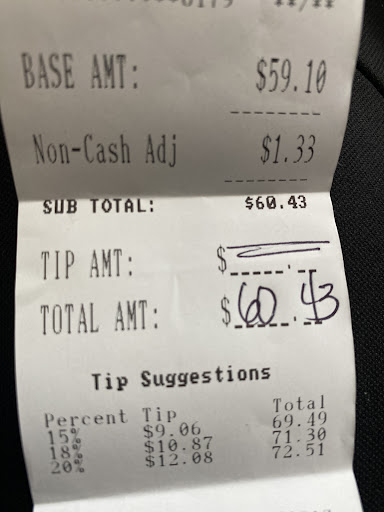 BASE AMT: $59.10
Non-Cash Adj $1.33
SUB TOTAL: $60.43
TIP AMT: $
TOTAL AMT: $60.43
Tip Suggestions
Percent Tip Total
15% $9.06 69.49
18% $10.87 71.30
20% $12.08 72.51